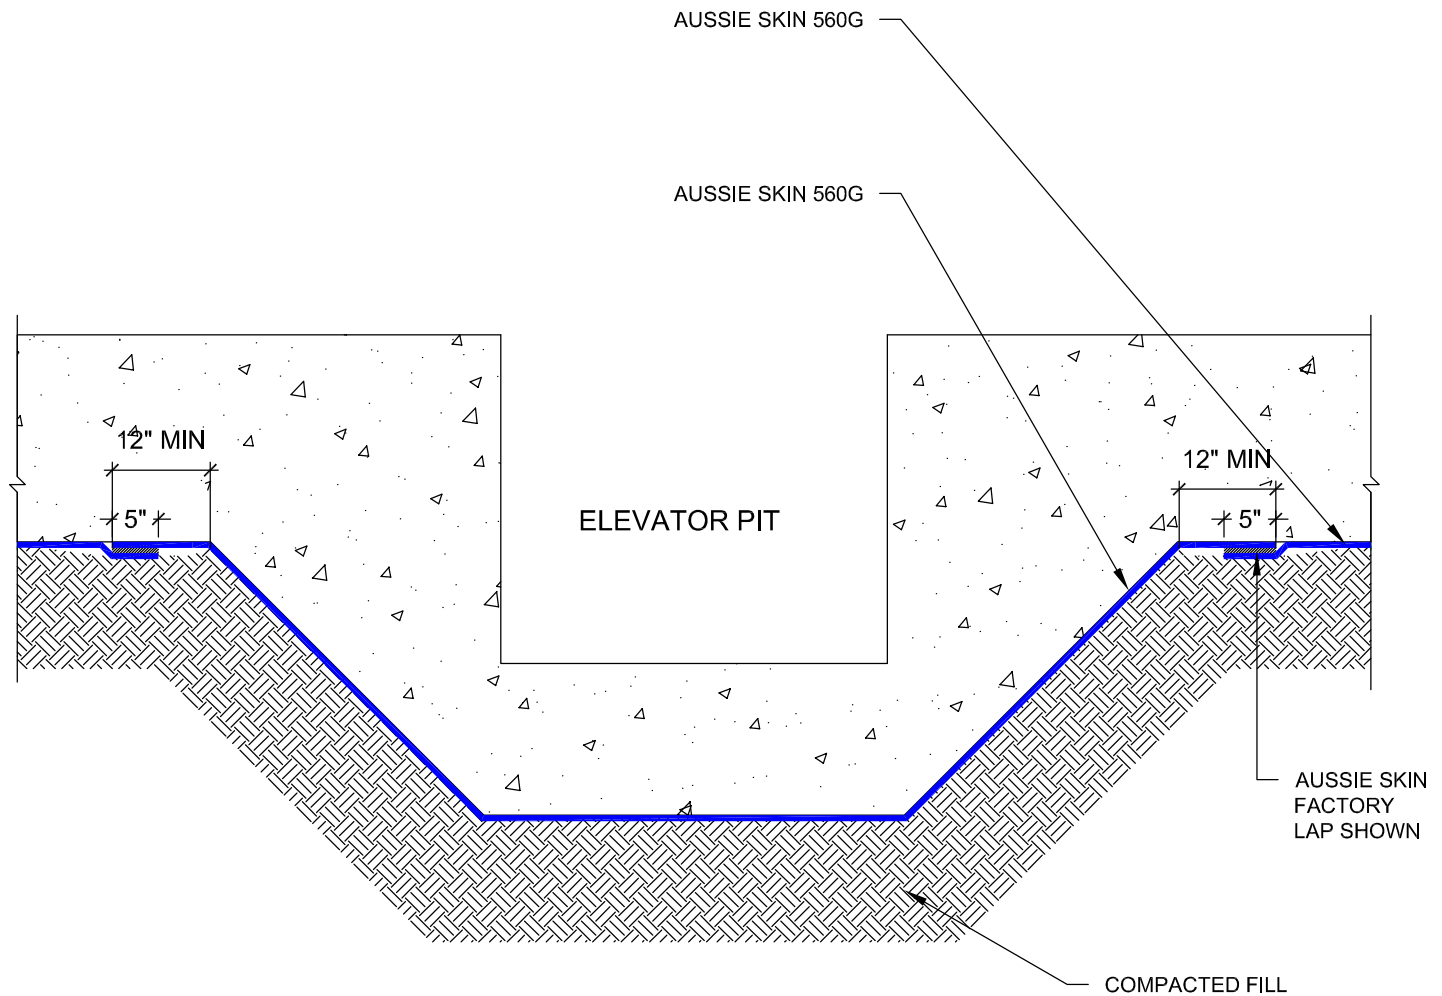 AUSSIE SKIN 560G
AUSSIE SKIN 560G
12" MIN
12" MIN
5"
5"
ELEVATOR PIT
AUSSIE SKIN
FACTORY
LAP SHOWN
COMPACTED FILL